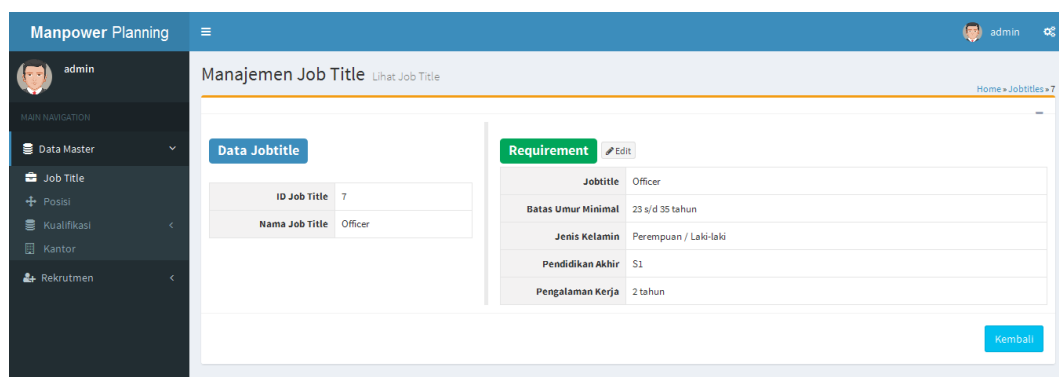 Manpower Planning
admin
admin
Manajemen Job Title Lihat Job Title
Home » Jobtitles » 7
MAIN NAVIGATION
Data Master
Job Title
Posisi
Kualifikasi
Kantor
Rekrutmen
Data Jobtitle
ID Job Title 7
Nama Job Title Officer
Requirement Edit
Jobtitle Officer
Batas Umur Minimal 23 s/d 35 tahun
Jenis Kelamin Perempuan / Laki-laki
Pendidikan Akhir S1
Pengalaman Kerja 2 tahun
Kembali